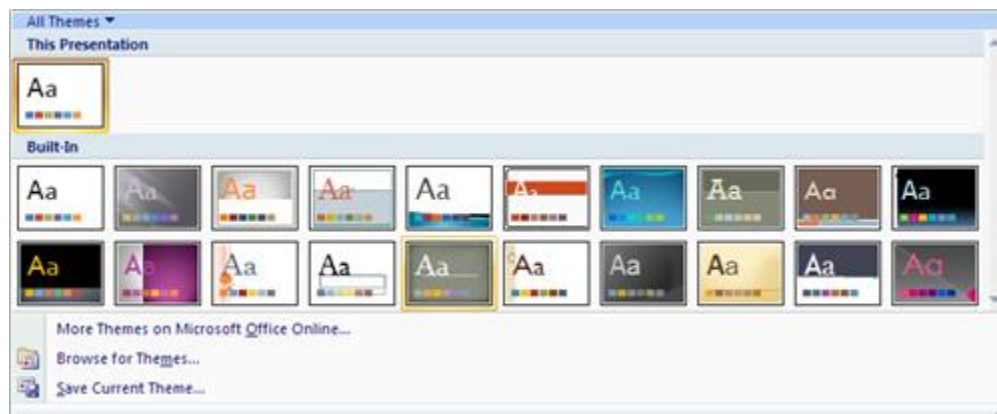 All Themes
This Presentation
Aa
Built-In
Aa Aa Aa Aa Aa Aa Aa Aa Aa Aa
Aa Aa Aa Aa Aa Aa Aa Aa Aa Aa
More Themes on Microsoft Office Online...
Browse for Themes...
Save Current Theme...